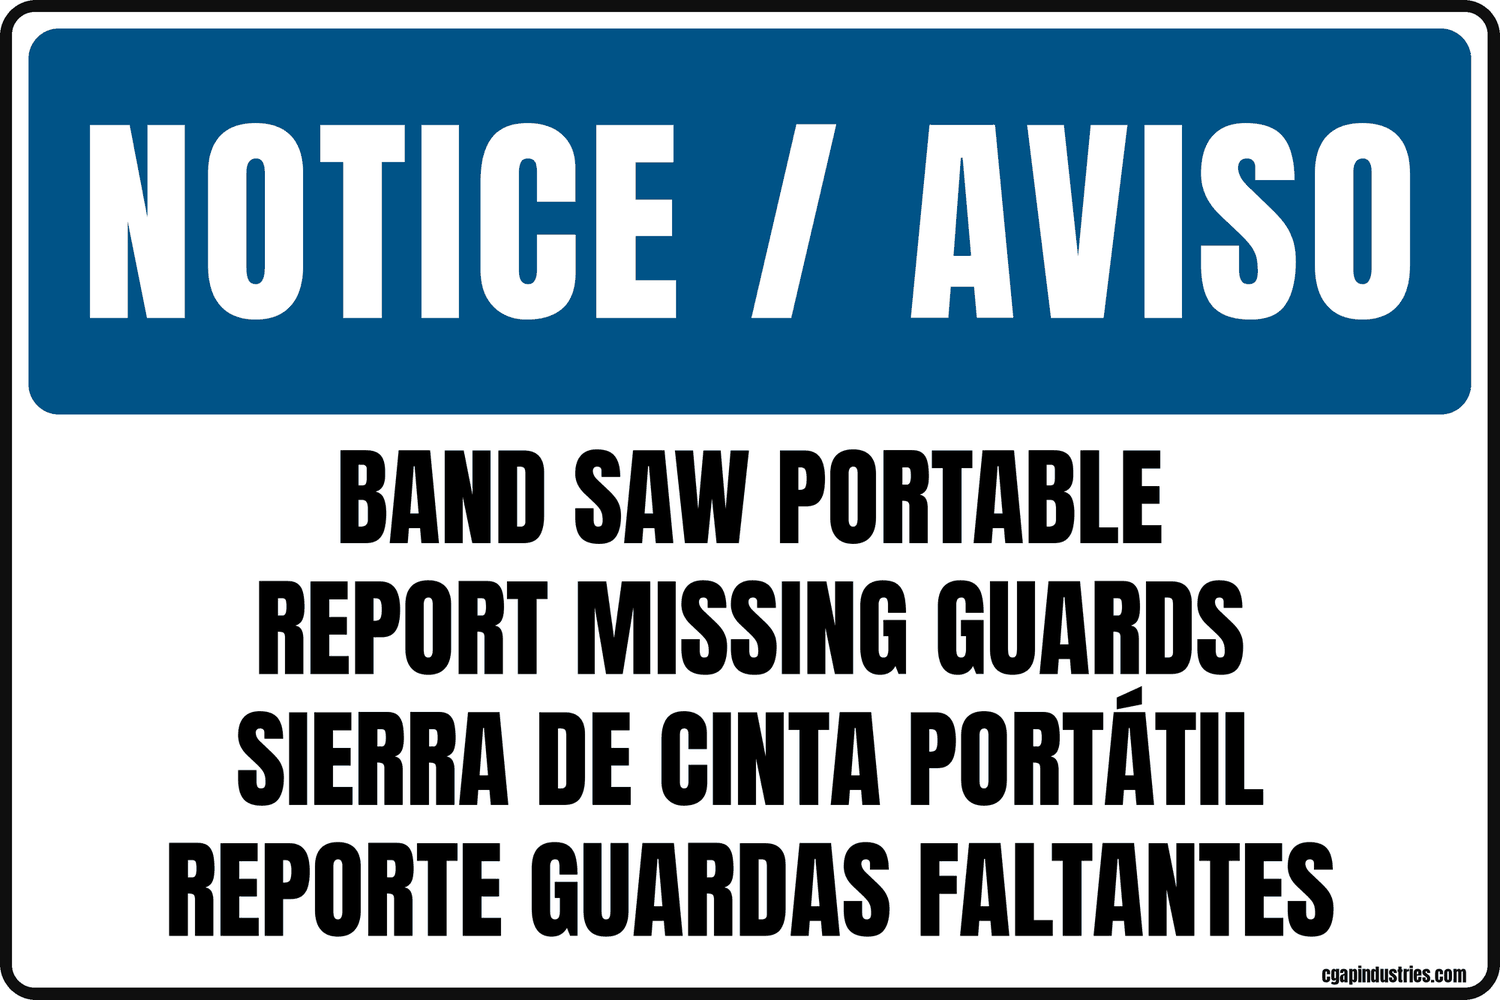 NOTICE / AVISO
BAND SAW PORTABLE
REPORT MISSING GUARDS
SIERRA DE CINTA PORTÁTIL
REPORTE GUARDAS FALTANTES
cgapindustries.com